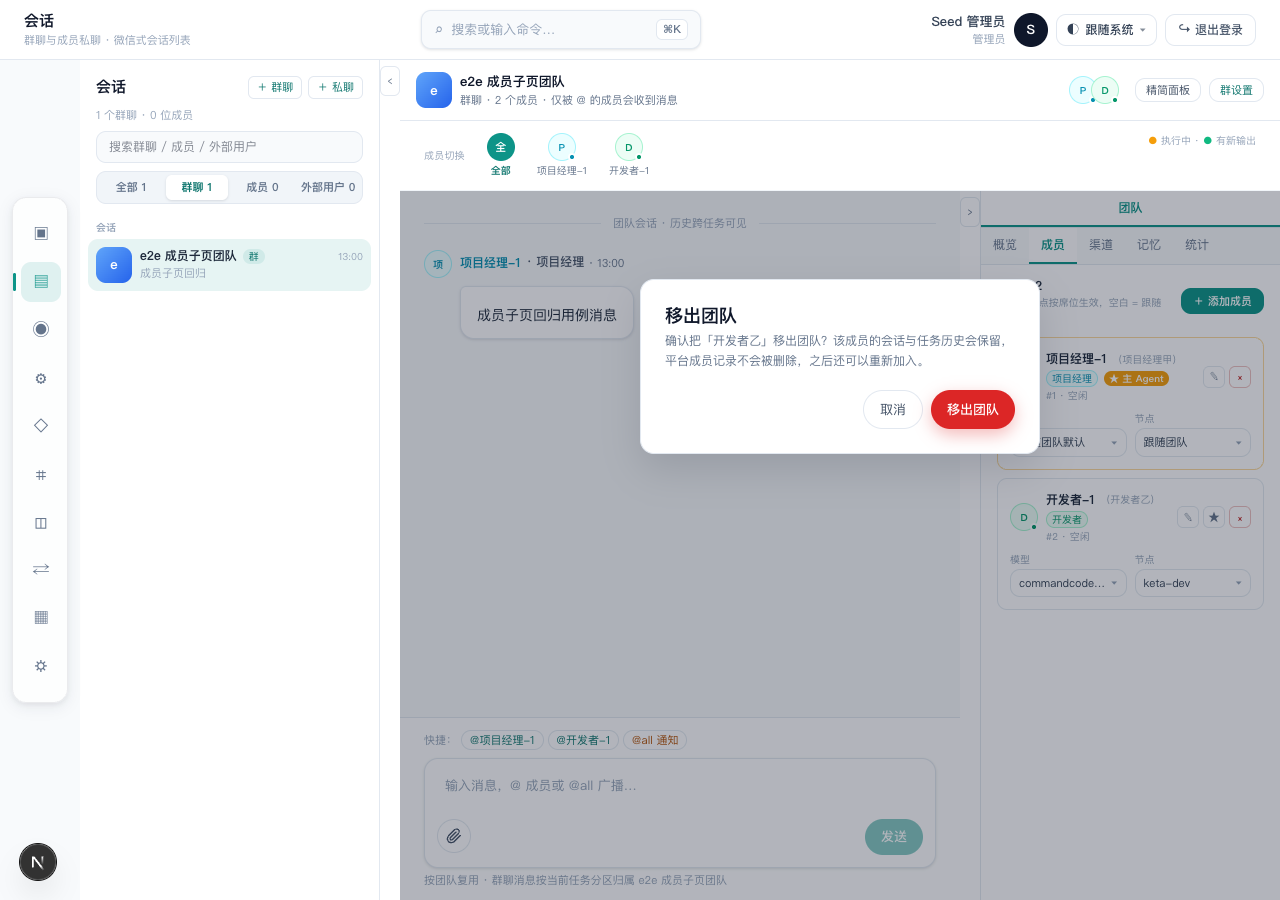 会话
群聊与成员私聊 · 微信式会话列表
搜索或输入命令…
⌘K
Seed 管理员
管理员
S
跟随系统
退出登录
会话
+ 群聊
+ 私聊
1 个群聊 · 0 位成员
搜索群聊 / 成员 / 外部用户
全部 1
群聊 1
成员 0
外部用户 0
会话
e
e2e 成员子页团队
群
13:00
成员子页回归
N
e
e2e 成员子页团队
群聊 · 2 个成员 · 仅被 @ 的成员会收到消息
P
D
精简面板
群设置
成员切换
全
全部
P
项目经理-1
D
开发者-1
执行中 ·
有新输出
团队会话 · 历史跨任务可见
项
项目经理-1 · 项目经理 · 13:00
成员子页回归用例消息
移出团队
确认把「开发者乙」移出团队？该成员的会话与任务历史会保留，
平台成员记录不会被删除，之后还可以重新加入。
取消
移出团队
团队
概览
成员
渠道
记忆
统计
2
点按席位生效，空白 = 跟随
+ 添加成员
项目经理-1
（项目经理甲）
项目经理
★ 主 Agent
#1 · 空闲
节点
团队默认
跟随团队
D
开发者-1
（开发者乙）
开发者
#2 · 空闲
模型
节点
commandcode...
keta-dev
快捷：
@项目经理-1
@开发者-1
@all 通知
输入消息，@ 成员或 @all 广播…
发送
按团队复用 · 群聊消息按当前任务分区归属 e2e 成员子页团队